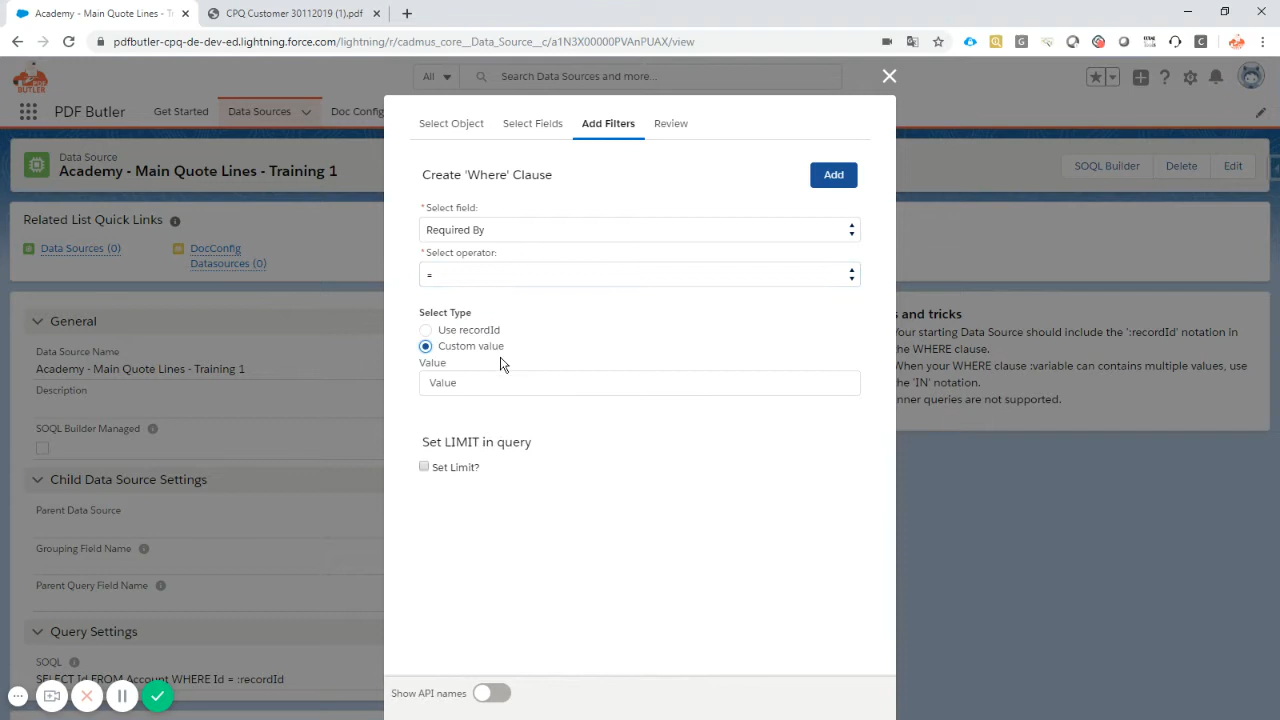 Academy - Main Quote Lines - T
CPQ Customer 30112019 (1).pdf
pdfbutler-cpq-de-dev-ed.lightning.force.com/lightning/r/cadmus_core__Data_Source__c/a1N3X00000PVAnPUAX/view
BUTLER
All
Search Data Sources and more...
PDF Butler
Get Started
Data Sources
Doc Config
Data Source
Academy - Main Quote Lines - Training 1
SOQL Builder
Delete
Edit
Related List Quick Links
Data Sources (0)
DocConfig
Datasources (0)
General
Data Source Name
Academy - Main Quote Lines - Training 1
Description
SOQL Builder Managed
Child Data Source Settings
Parent Data Source
Grouping Field Name
Parent Query Field Name
Query Settings
SOQL
SELECT Id FROM Account WHERE Id = :recordId
Select Object
Select Fields
Add Filters
Review
Create 'Where' Clause
Add
*Select field:
Required By
*Select operator:
=
Select Type
Use recordId
Custom value
Value
Value
Set LIMIT in query
Set Limit?
Show API names
s and tricks
Your starting Data Source should include the ':recordId' notation in
the WHERE clause.
When your WHERE clause :variable can contains multiple values, use
the 'IN' notation.
nner queries are not supported.